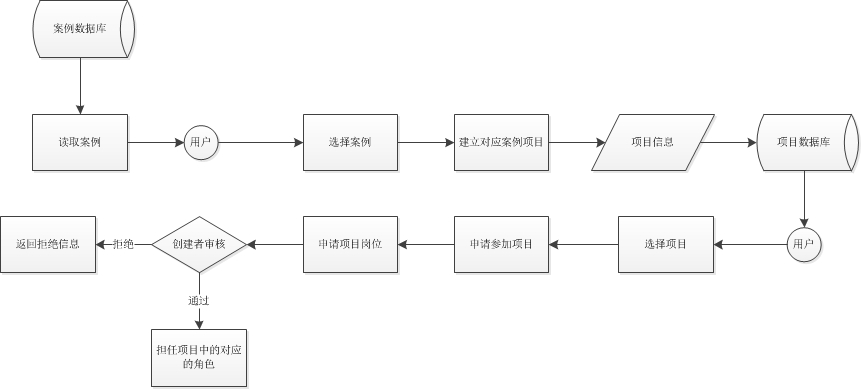 案例数据库
读取案例
用户
选择案例
建立对应案例项目
项目信息
项目数据库
返回拒绝信息
拒绝
创建者审核
申请项目岗位
申请参加项目
选择项目
用户
通过
担任项目中的对应
的角色